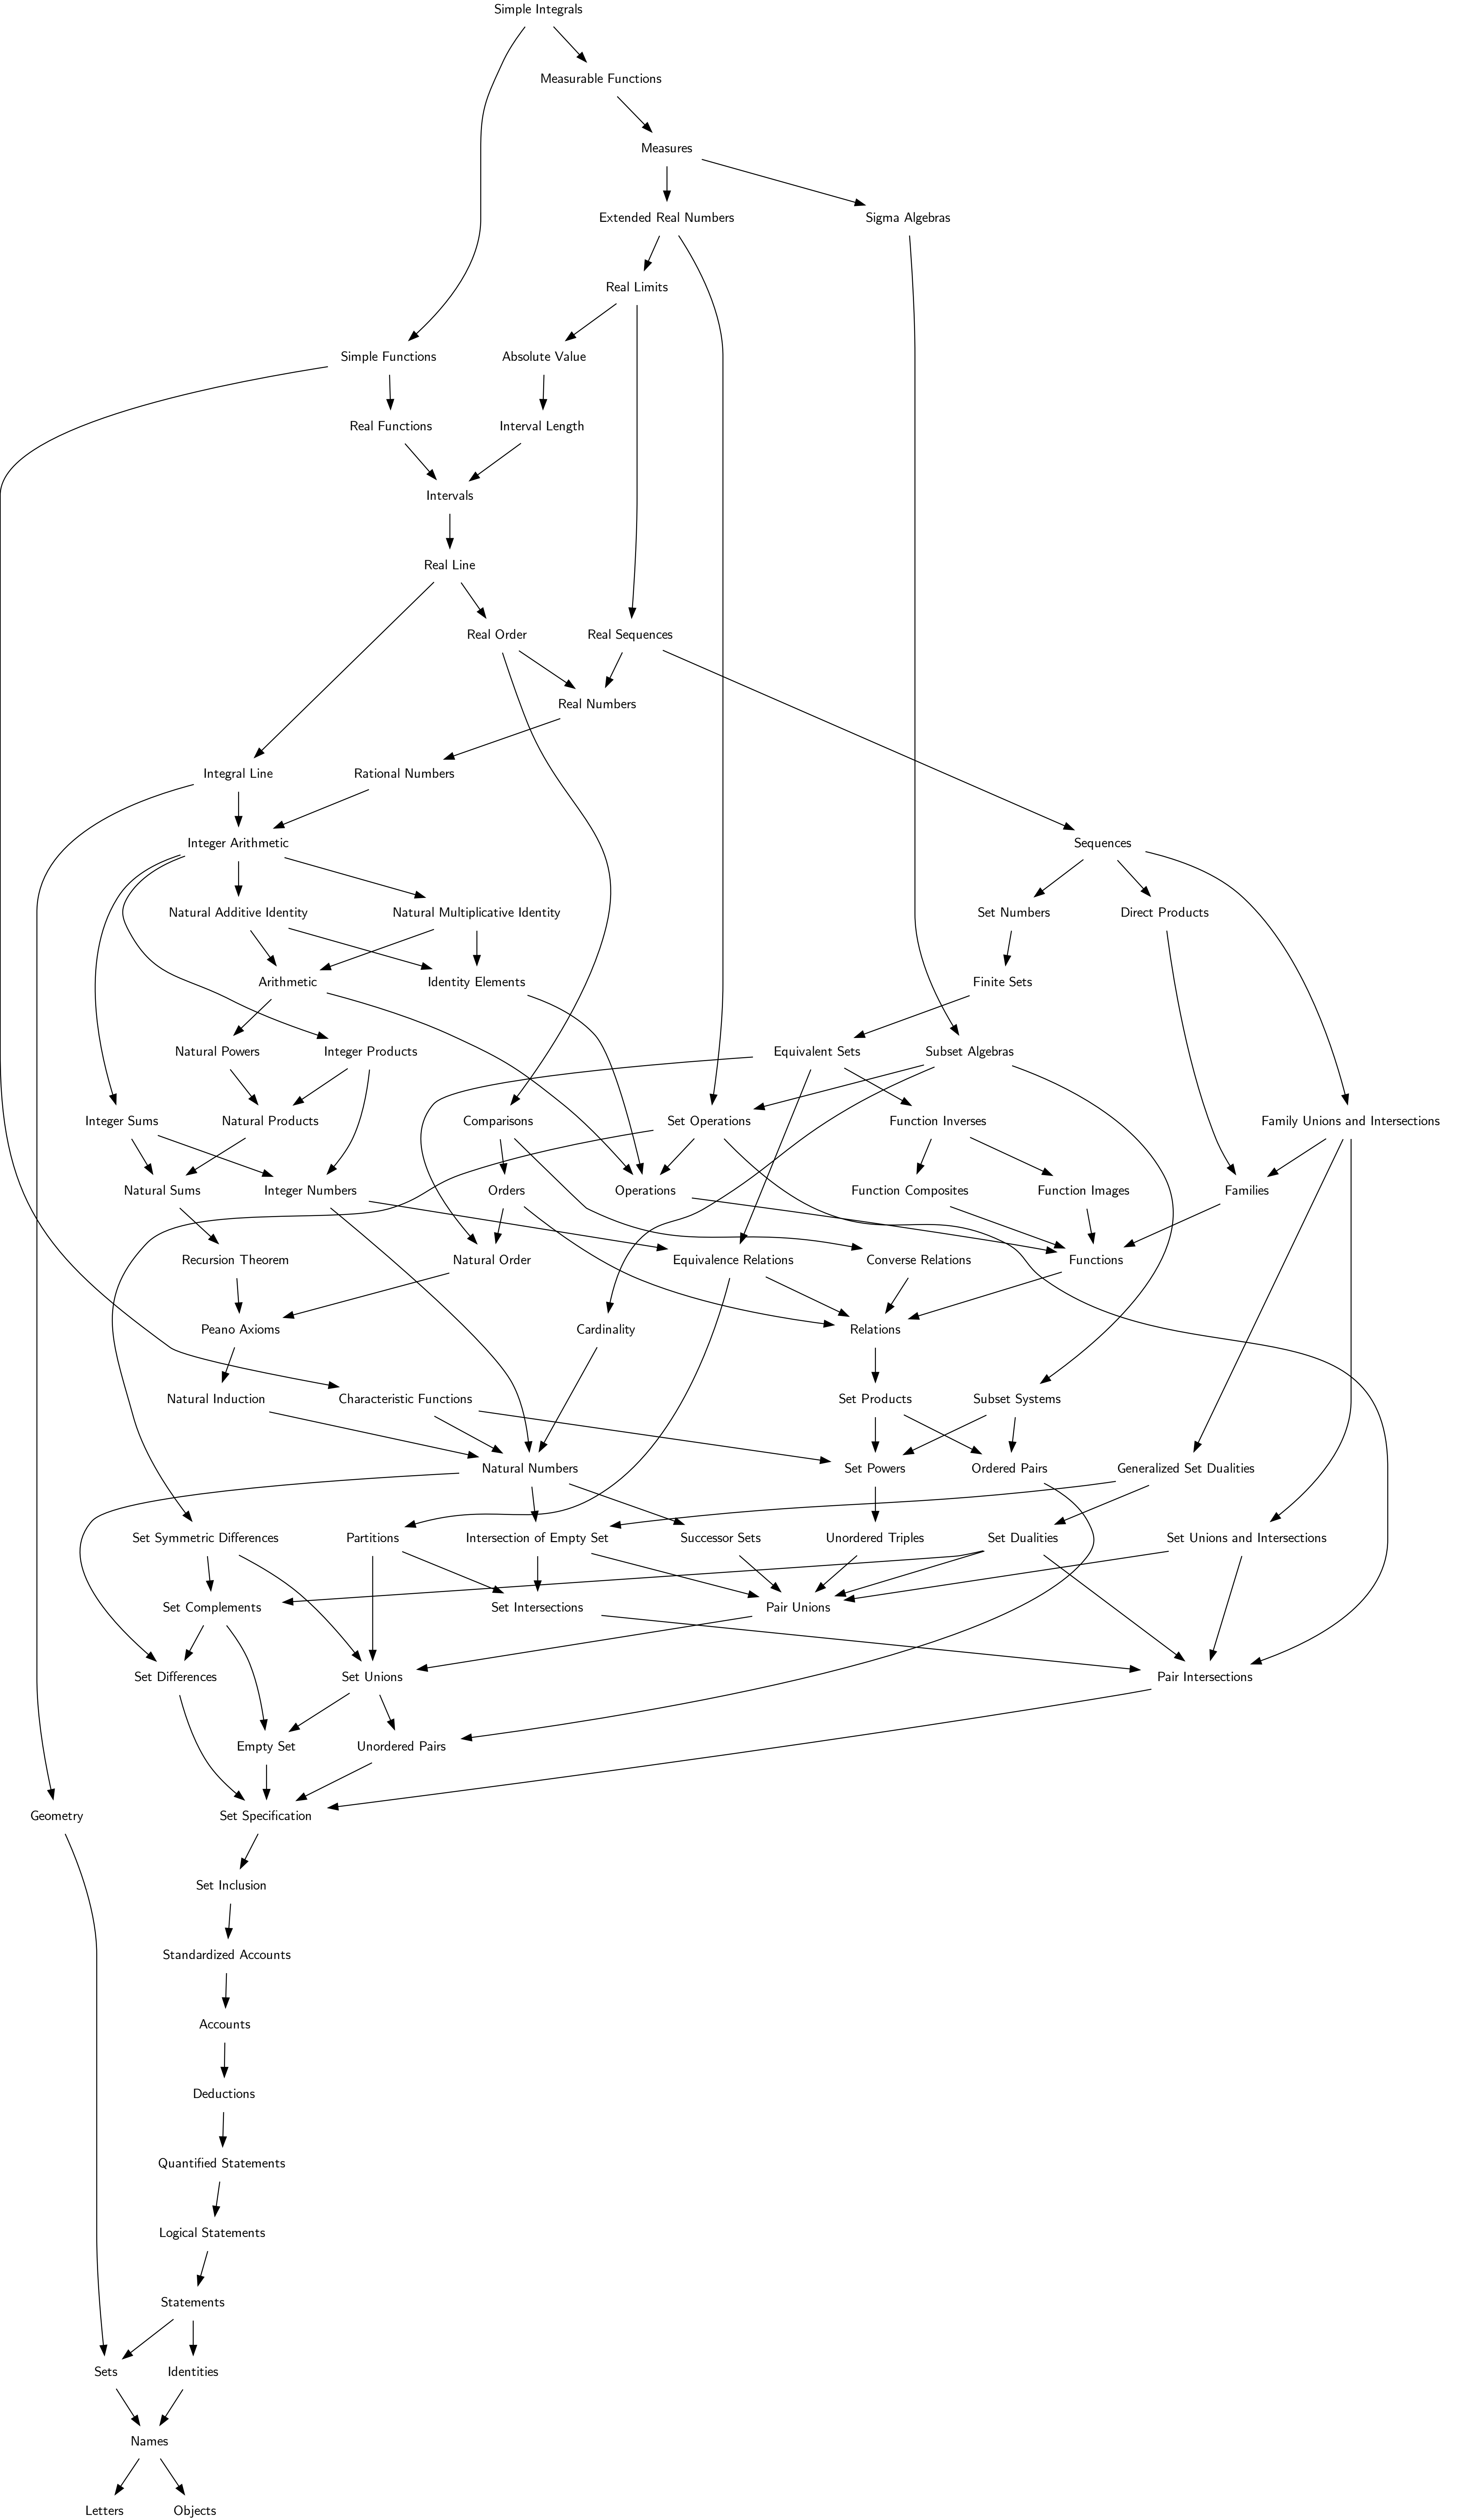 Simple Integrals
Measurable Functions
Measures
Extended Real Numbers
Sigma Algebras
Real Limits
Simple Functions
Absolute Value
Real Functions
Interval Length
Intervals
Real Line
Real Order
Real Sequences
Real Numbers
Integral Line
Rational Numbers
Integer Arithmetic
Sequences
Natural Additive Identity
Natural Multiplicative Identity
Set Numbers
Direct Products
Arithmetic
Identity Elements
Finite Sets
Natural Powers
Integer Products
Equivalent Sets
Subset Algebras
Integer Sums
Natural Products
Comparisons
Set Operations
Function Inverses
Family Unions and Intersections
Natural Sums
Integer Numbers
Orders
Operations
Function Composites
Function Images
Families
Recursion Theorem
Natural Order
Equivalence Relations
Converse Relations
Functions
Peano Axioms
Cardinality
Relations
Natural Induction
Characteristic Functions
Set Products
Subset Systems
Natural Numbers
Set Powers
Ordered Pairs
Generalized Set Dualities
Set Symmetric Differences
Partitions
Intersection of Empty Set
Successor Sets
Unordered Triples
Set Dualities
Set Unions and Intersections
Set Complements
Set Intersections
Pair Unions
Set Differences
Set Unions
Pair Intersections
Empty Set
Unordered Pairs
Geometry
Set Specification
Set Inclusion
Standardized Accounts
Accounts
Deductions
Quantified Statements
Logical Statements
Statements
Sets
Identities
Names
Letters
Objects